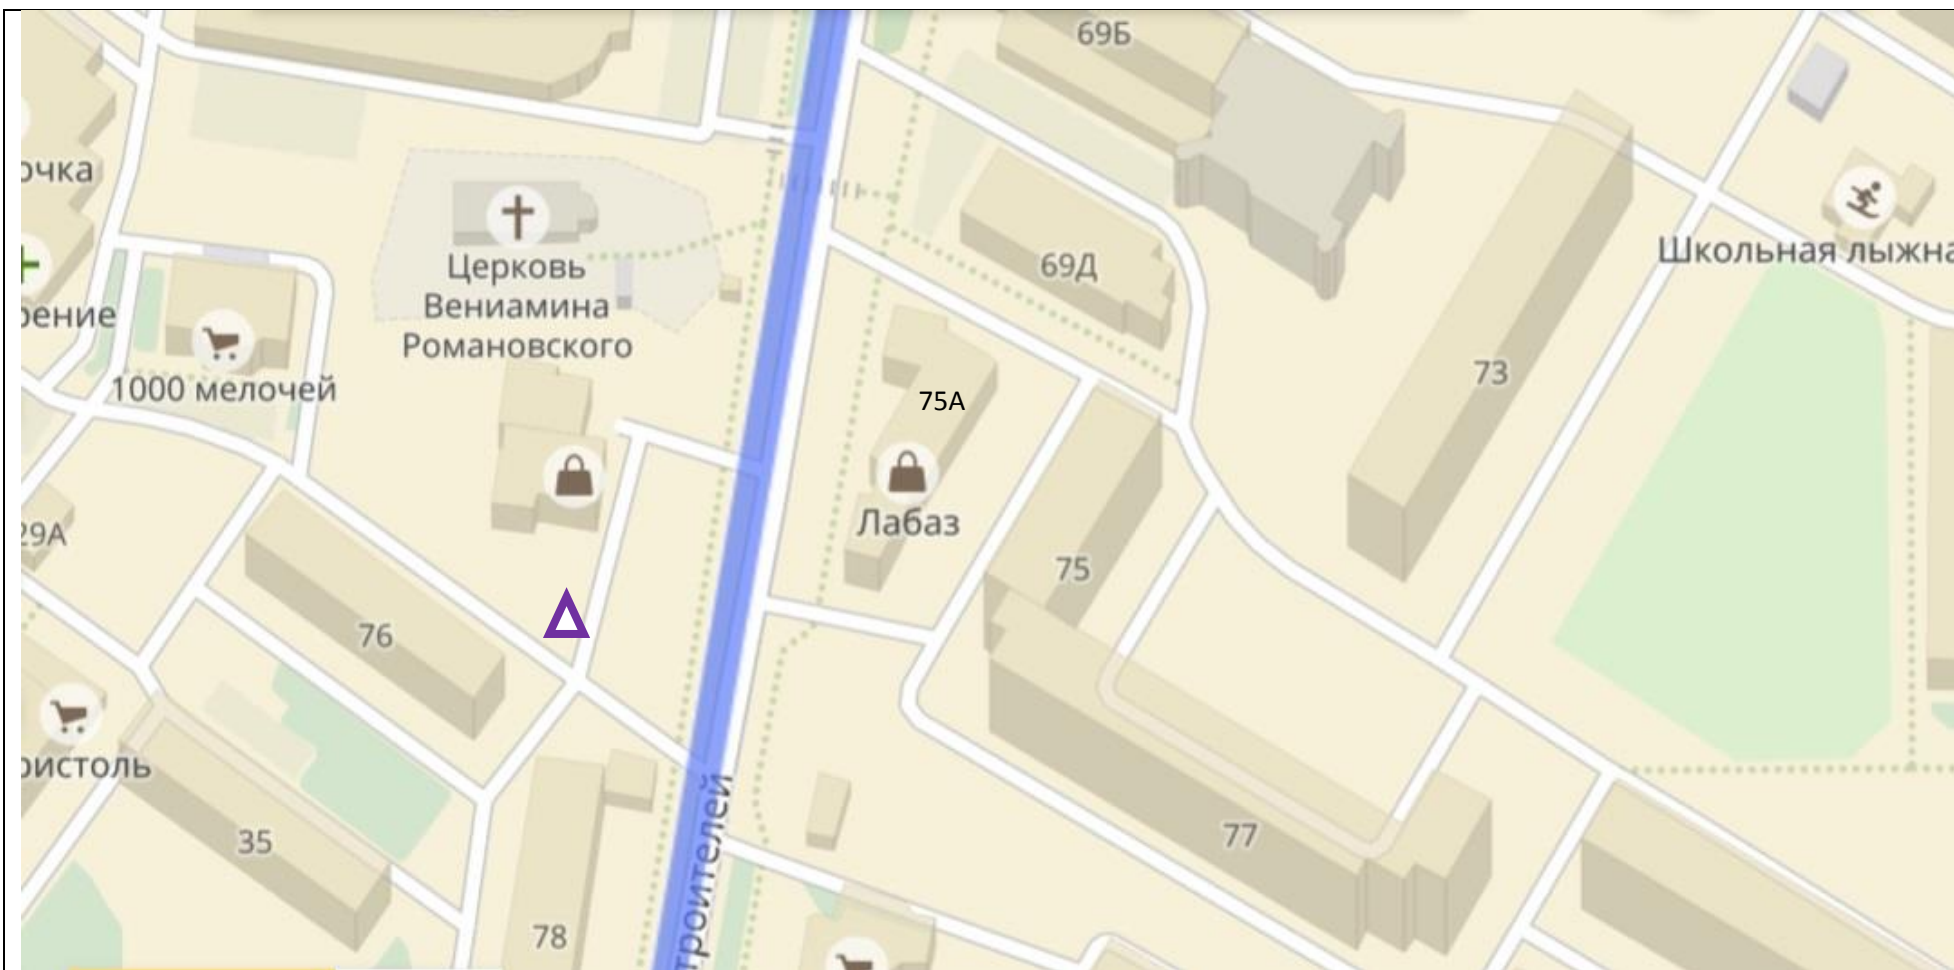 69Б
очка
Церковь
Вениамина
Романовского
69Д
Школьная лыжна
рение
1000 мелочей
73
75А
29А
Лабаз
75
76
ристоль
35
77
78
троителей